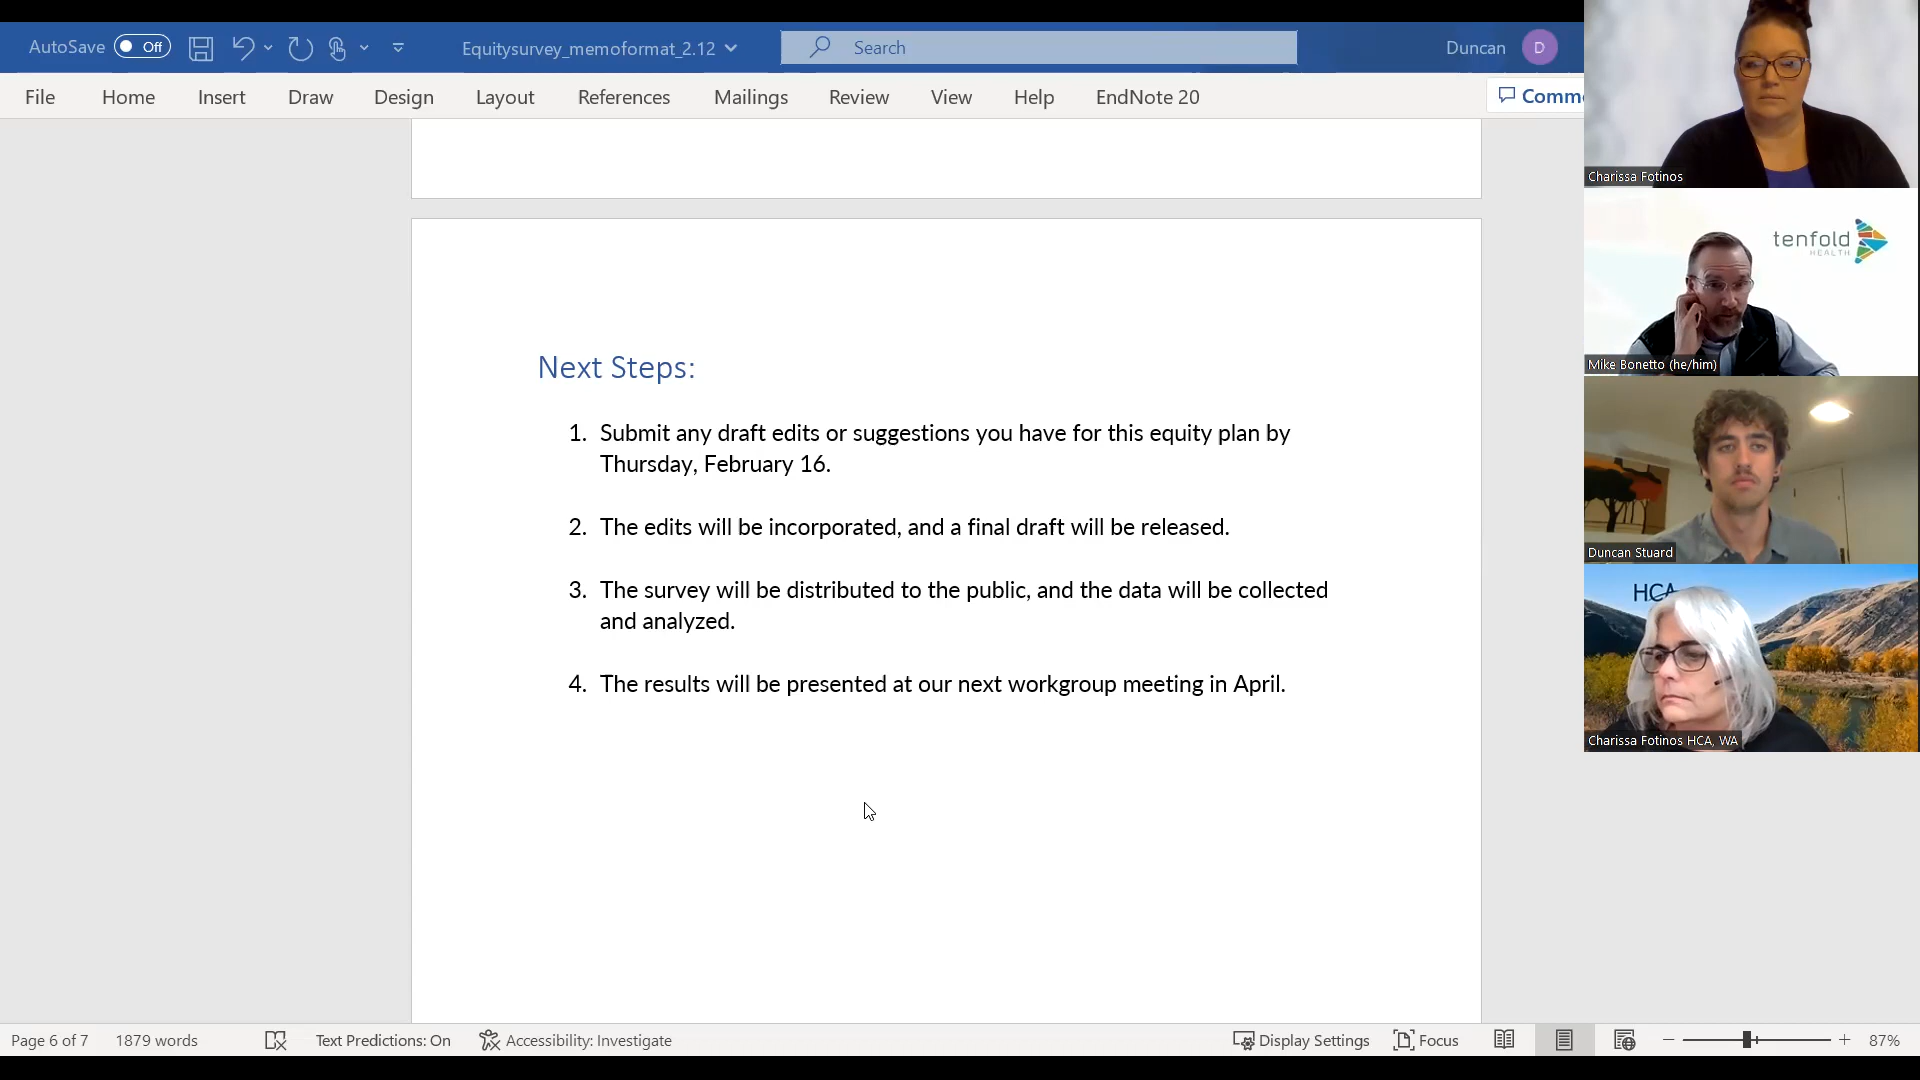 AutoSave Off Equitysurvey_memoformat_2.12 Search Duncan D
File Home Insert Draw Design Layout References Mailings Review View Help EndNote 20 Comm
Charissa Fotinos
tenfold
HEALTH
Mike Bonetto (he/him)
Duncan Stuard
HCA
Charissa Fotinos HCA, WA
Next Steps:
1. Submit any draft edits or suggestions you have for this equity plan by
Thursday, February 16.
2. The edits will be incorporated, and a final draft will be released.
3. The survey will be distributed to the public, and the data will be collected
and analyzed.
4. The results will be presented at our next workgroup meeting in April.
Page 6 of 7 1879 words Text Predictions: On Accessibility: Investigate Display Settings Focus 87%